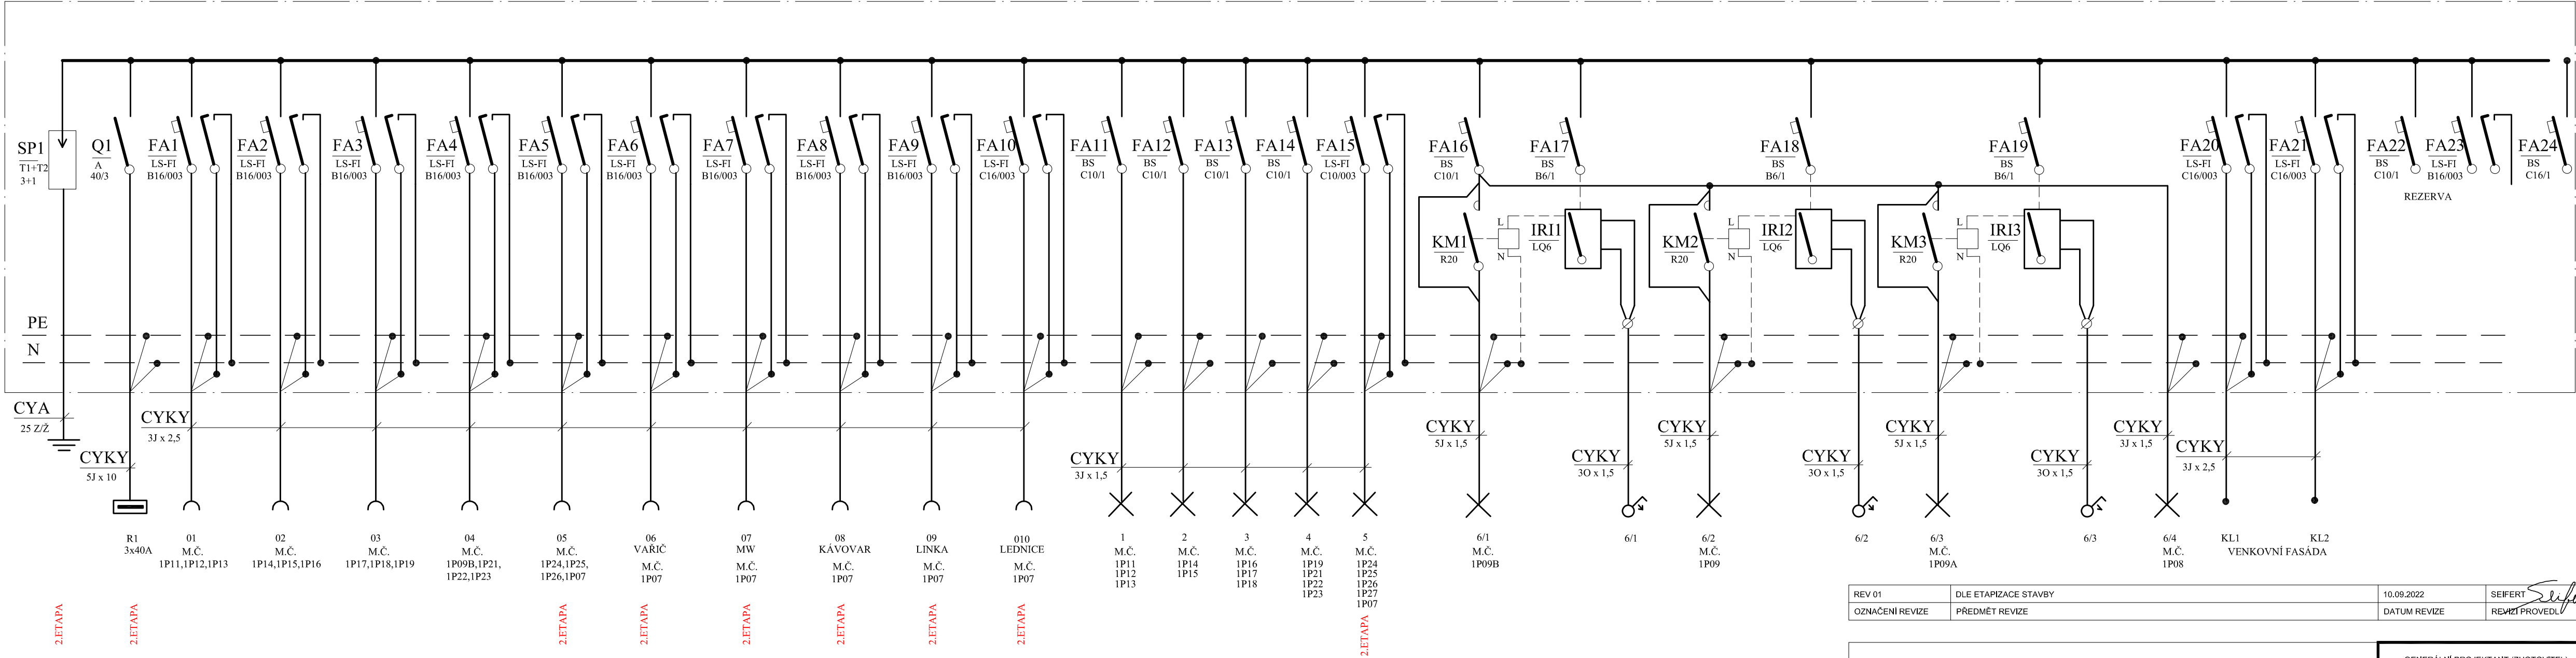 SP1
T1+T2
3+1
Q1
A
40/3
FA1
LS-FI
B16/003
FA2
LS-FI
B16/003
FA3
LS-FI
B16/003
FA4
LS-FI
B16/003
FA5
LS-FI
B16/003
FA6
LS-FI
B16/003
FA7
LS-FI
B16/003
FA8
LS-FI
B16/003
FA9
LS-FI
B16/003
FA10
LS-FI
C16/003
FA11
BS
C10/1
FA12
BS
C10/1
FA13
BS
C10/1
FA14
BS
C10/1
FA15
LS-FI
C10/003
FA16
BS
C10/1
FA17
BS
B6/1
FA18
BS
B6/1
FA19
BS
B6/1
FA20
LS-FI
C16/003
FA21
LS-FI
C16/003
FA22
BS
C10/1
FA23
LS-FI
B16/003
FA24
BS
C16/1
REZERVA
KM1
R20
L
N
IRI1
LQ6
KM2
R20
L
N
IRI2
LQ6
KM3
R20
L
N
IRI3
LQ6
PE
N
CYA
25 Z/Ž
CYKY
5J x 10
CYKY
3J x 2,5
CYKY
3J x 1,5
CYKY
5J x 1,5
CYKY
3O x 1,5
CYKY
5J x 1,5
CYKY
3O x 1,5
CYKY
5J x 1,5
CYKY
3O x 1,5
CYKY
3J x 1,5
CYKY
3J x 2,5
R1
3x40A
01
M.Č.
1P11,1P12,1P13
02
M.Č.
1P14,1P15,1P16
03
M.Č.
1P17,1P18,1P19
04
M.Č.
1P09B,1P21,
1P22,1P23
05
M.Č.
1P24,1P25,
1P26,1P07
06
VAŘIČ
M.Č.
1P07
07
MW
M.Č.
1P07
08
KÁVOVAR
M.Č.
1P07
09
LINKA
M.Č.
1P07
010
LEDNICE
M.Č.
1P07
1
M.Č.
1P11
1P12
1P13
2
M.Č.
1P14
1P15
3
M.Č.
1P16
1P17
1P18
4
M.Č.
1P19
1P21
1P22
1P23
5
M.Č.
1P24
1P25
1P26
1P27
1P07
6/1
M.Č.
1P09B
6/1
6/2
M.Č.
1P09
6/2
6/3
M.Č.
1P09A
6/3
6/4
M.Č.
1P08
KL1
KL2
VENKOVNÍ FASÁDA
2.ETAPA
2.ETAPA
2.ETAPA
2.ETAPA
2.ETAPA
2.ETAPA
2.ETAPA
2.ETAPA
2.ETAPA
REV 01
DLE ETAPIZACE STAVBY
10.09.2022
SEIFERT
OZNAČENÍ REVIZE
PŘEDMĚT REVIZE
DATUM REVIZE
REVIZI PROVEDL